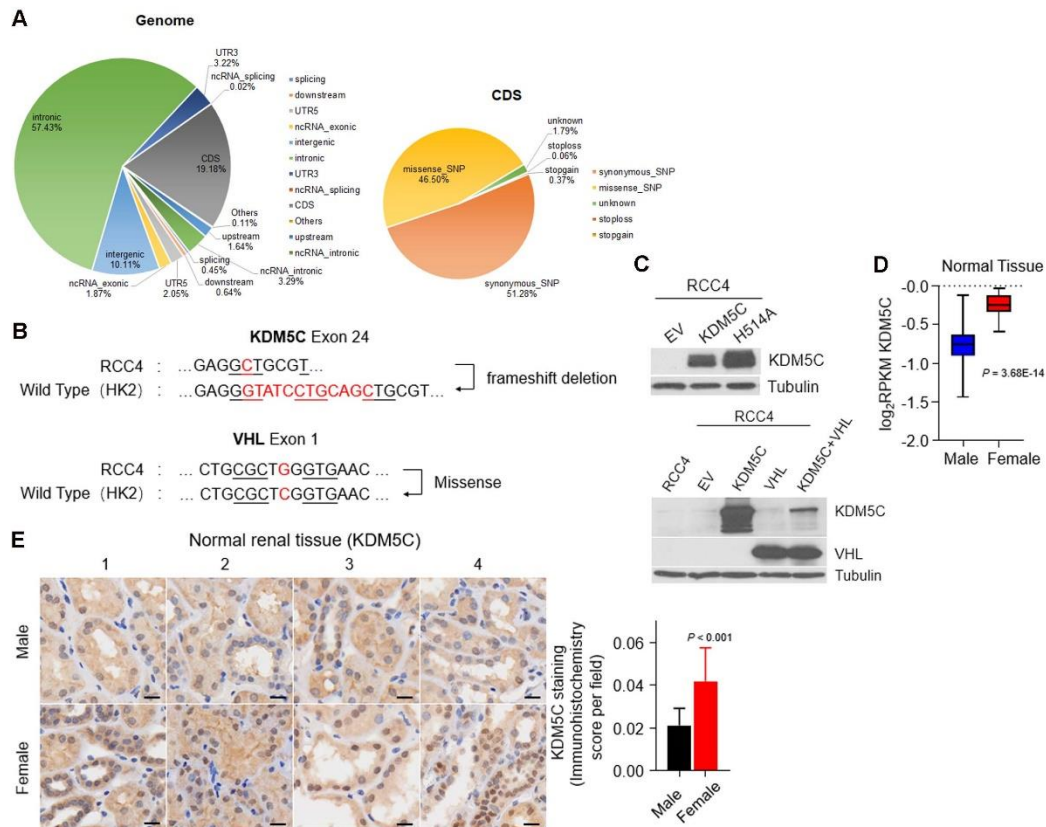 A
Genome
UTR3
3.22%
ncRNA_splicing
0.02%
intronic
57.43%
CDS
19.18%
Others
0.11%
upstream
1.64%
ncRNA_intronic
3.29%
splicing
0.45%
downstream
0.64%
UTR5
2.05%
ncRNA_exonic
1.87%
intergenic
10.11%
splicing
downstream
UTR5
ncRNA_exonic
intergenic
intronic
UTR3
ncRNA_splicing
CDS
Others
upstream
ncRNA_intronic
CDS
unknown
1.79%
stoploss
0.06%
stopgain
0.37%
missense_SNP
46.50%
synonymous_SNP
51.28%
synonymous_SNP
missense_SNP
unknown
stoploss
stopgain
B
KDM5C Exon 24
RCC4 : ...GAGGCTGCGT...
Wild Type (HK2) : ...GAGGGTATCCTGCAGCTGCGT...
frameshift deletion
VHL Exon 1
RCC4 : ... CTGCGCTGGGTGAAC ...
Wild Type (HK2) : ... CTGCGCTCGGTGAAC ...
Missense
C
RCC4
EV KDM5C H514A
KDM5C
Tubulin
RCC4
RCC4 EV KDM5C VHL KDM5C+VHL
KDM5C
VHL
Tubulin
D
Normal Tissue
log2RPKM KDM5C
-0.0
-0.5
-1.0
-1.5
-2.0
P = 3.68E-14
Male Female
E
Normal renal tissue (KDM5C)
1 2 3 4
Male
Female
KDM5C staining
(Immunohistochemistry
score per field)
0.06
0.04
0.02
0.00
P < 0.001
Male Female